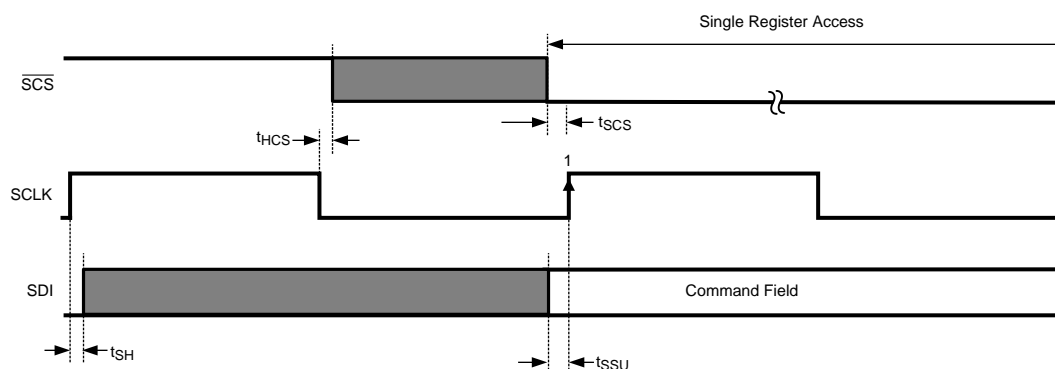 Single Register Access
SCS
tSCS
tHCS
1
SCLK
SDI
Command Field
tSH
tSSU